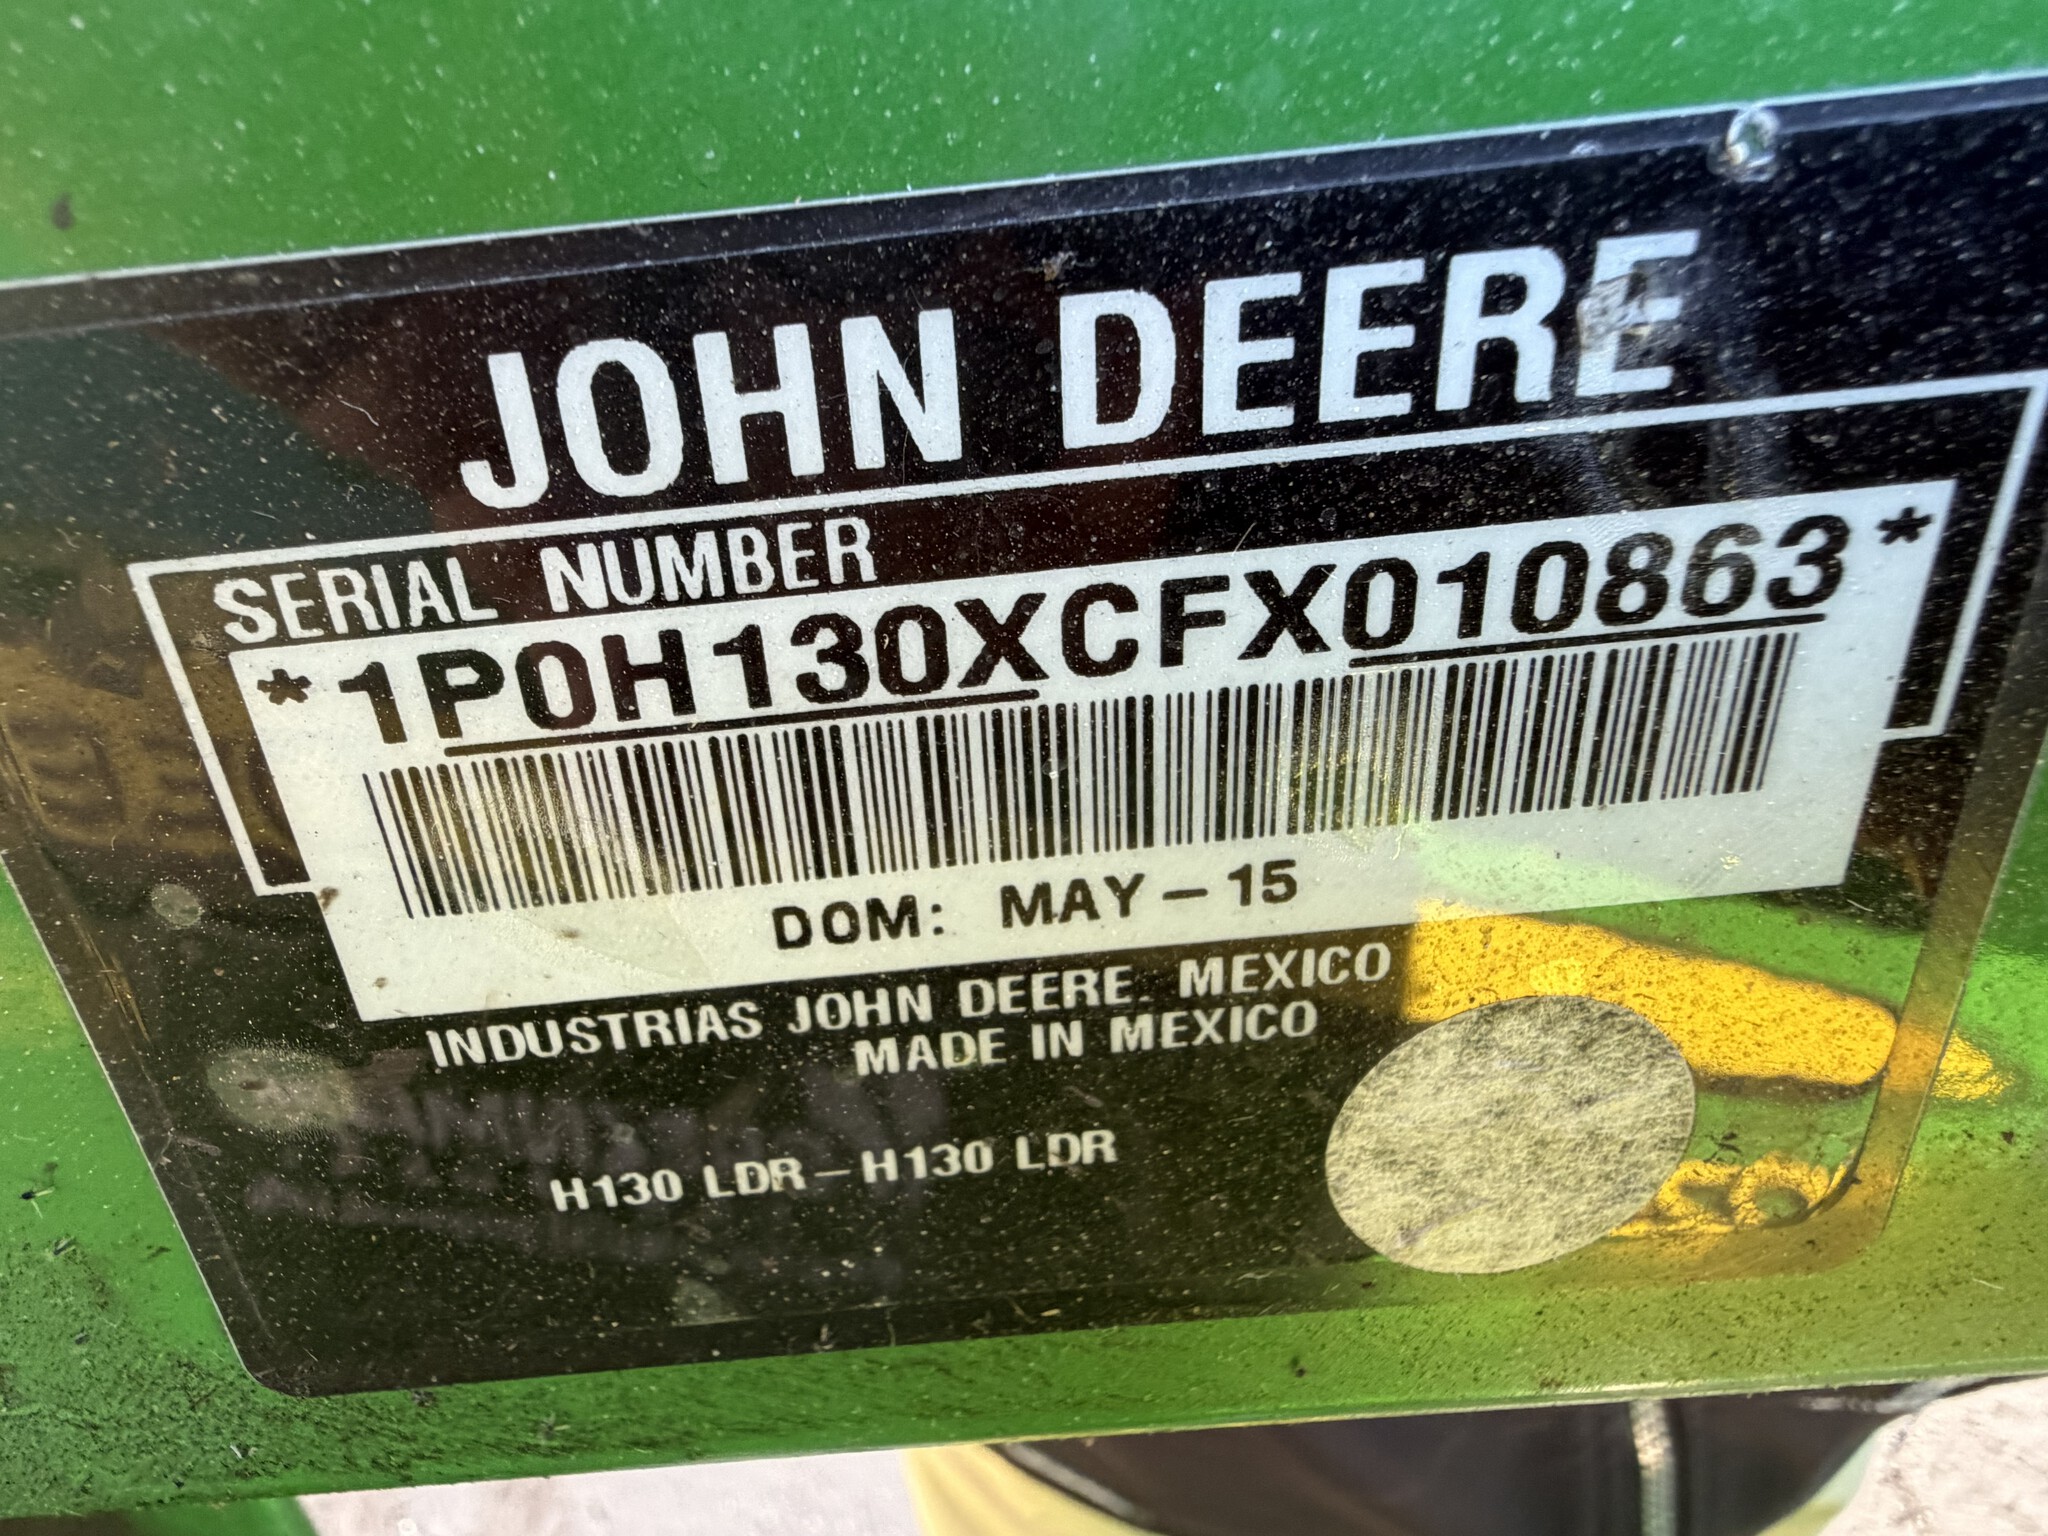 JOHN DEERE
SERIAL NUMBER
*1P0H130XCFX010863*
DOM: MAY-15
INDUSTRIAS JOHN DEERE. MEXICO
MADE IN MEXICO
H130 LDR-H130 LDR